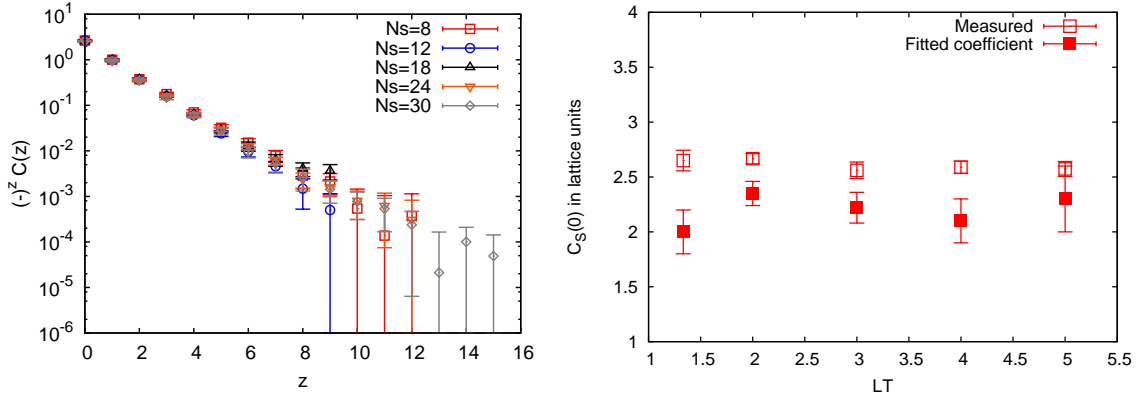 10^1
10^0
10^-1
10^-2
10^-3
10^-4
10^-5
10^-6
(-)^z C(z)
0 2 4 6 8 10 12 14 16
z
Ns=8
Ns=12
Ns=18
Ns=24
Ns=30
4
3.5
3
2.5
2
1.5
1
C_S(0) in lattice units
1 1.5 2 2.5 3 3.5 4 4.5 5 5.5
LT
Measured
Fitted coefficient